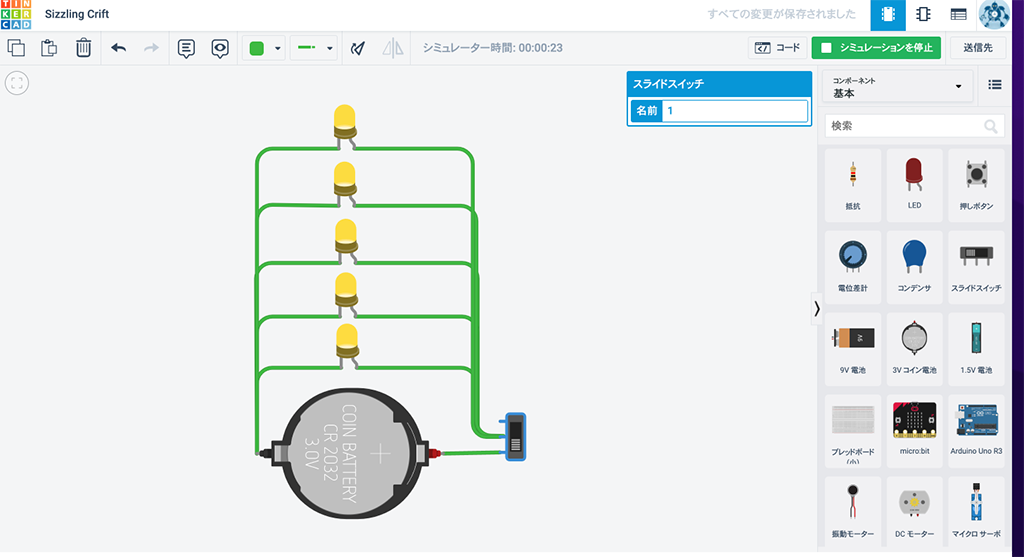 TIN
KER
CAD
Sizzling Crift
すべての変更が保存されました
シミュレーター時間: 00:00:23
コード
シミュレーションを停止
送信先
スライドスイッチ
名前 1
コンポーネント
基本
検索
抵抗
LED
押しボタン
電位差計
コンデンサ
スライドスイッチ
9V 電池
3V コイン電池
1.5V 電池
ブレッドボード
(小)
micro:bit
Arduino Uno R3
振動モーター
DC モーター
マイクロ サーボ
COIN BATTERY
CR 2032
3.0V
+
9V